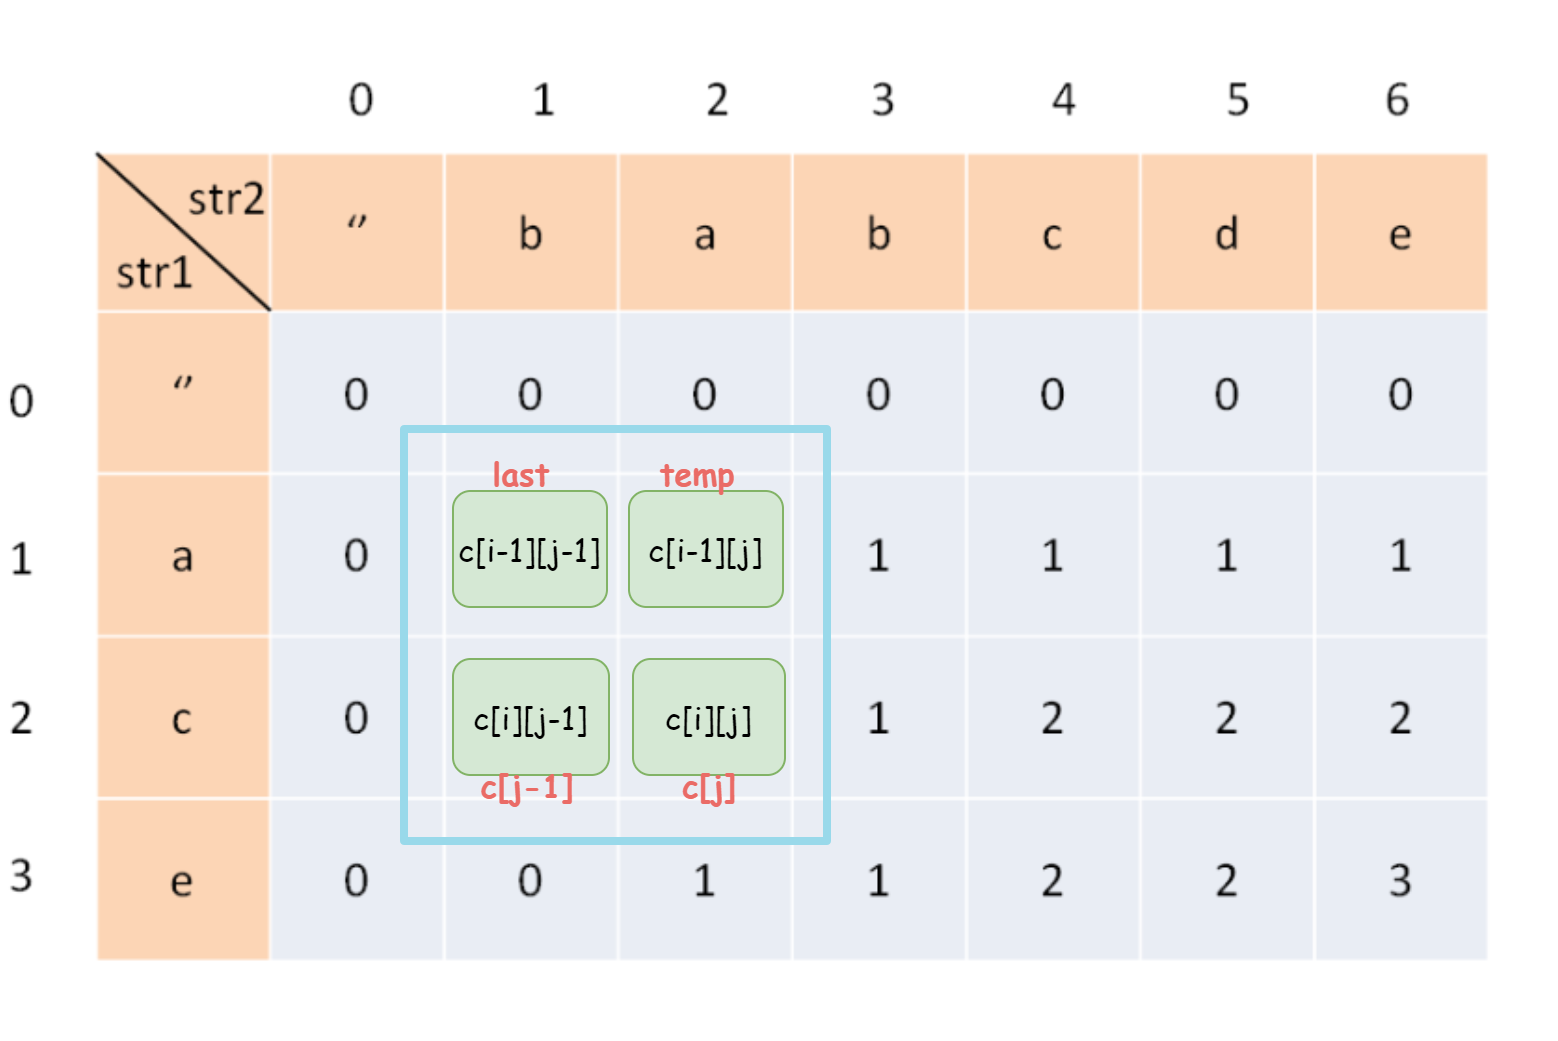 0 1 2 3 4 5 6
str2 “ b a b c d e
str1
0 “ 0 0 0 0 0 0 0
last temp
1 a 0 c[i-1][j-1] c[i-1][j] 1 1 1 1
2 c 0 c[i][j-1] c[i][j] 1 2 2 2
c[j-1] c[j]
3 e 0 0 1 1 2 2 3